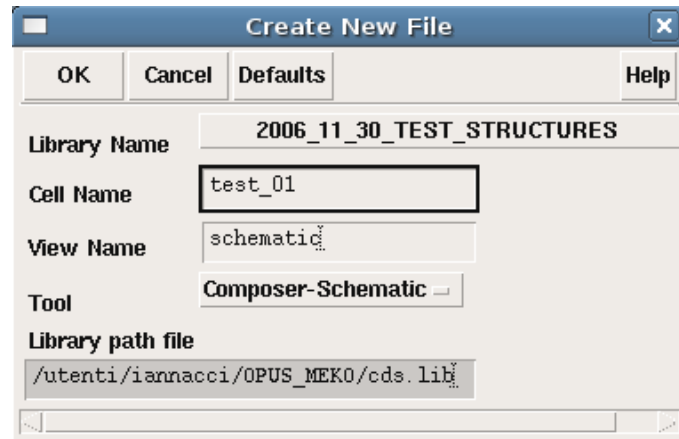 Create New File
OK Cancel Defaults Help
Library Name 2006_11_30_TEST_STRUCTURES
Cell Name test_01
View Name schematic
Tool Composer-Schematic
Library path file
/utenti/iannacci/OPUS_MEKO/cds.lib